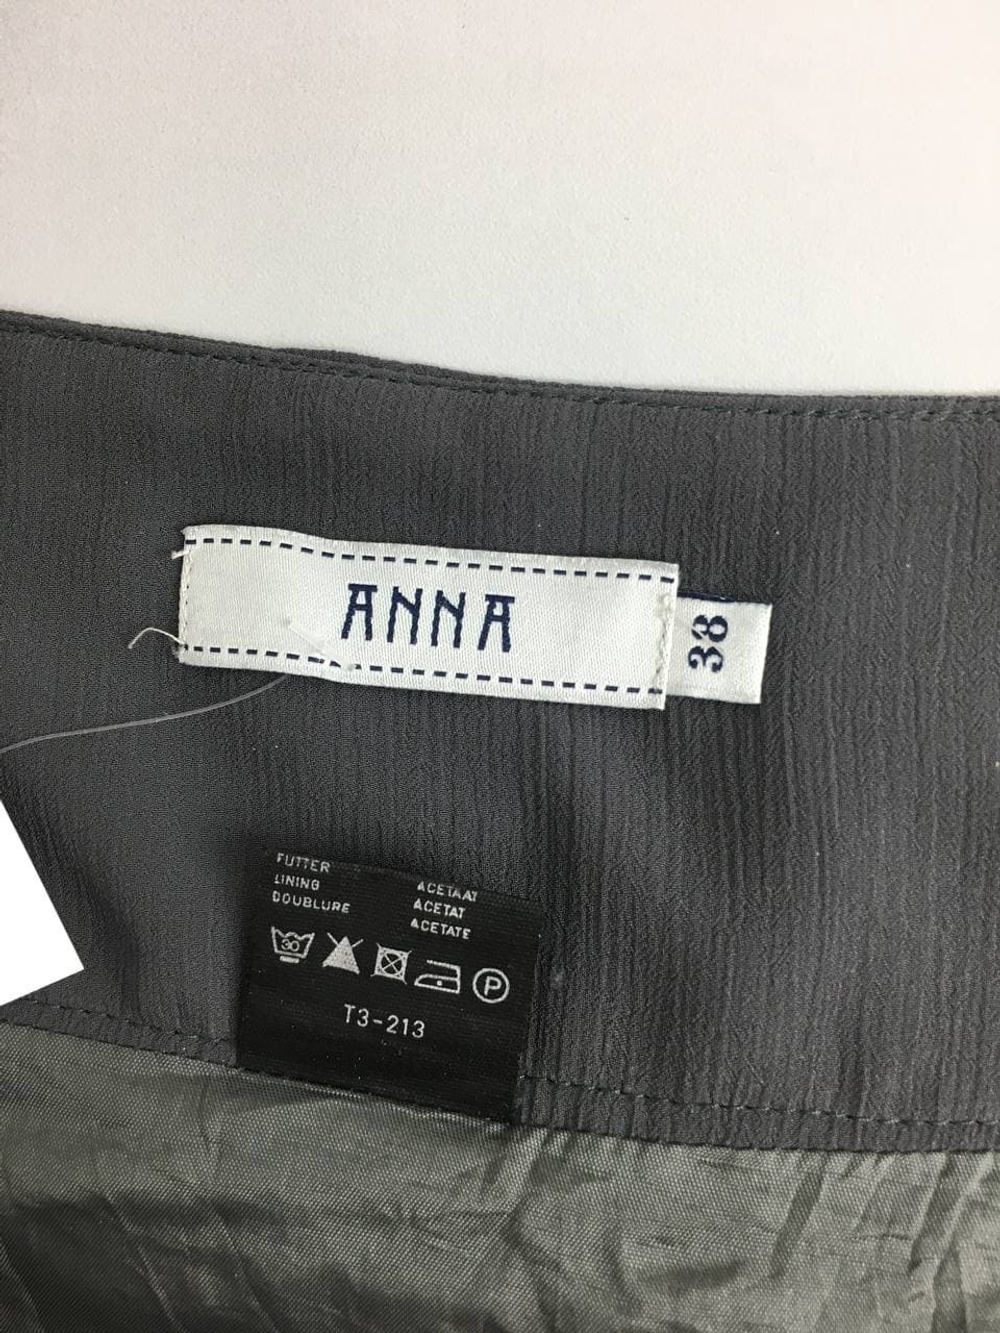 ANNA
38
FUTTER
LINING
DOUBLURE
ACETAAT
ACETAT
ACETATE
30
P
T3-213